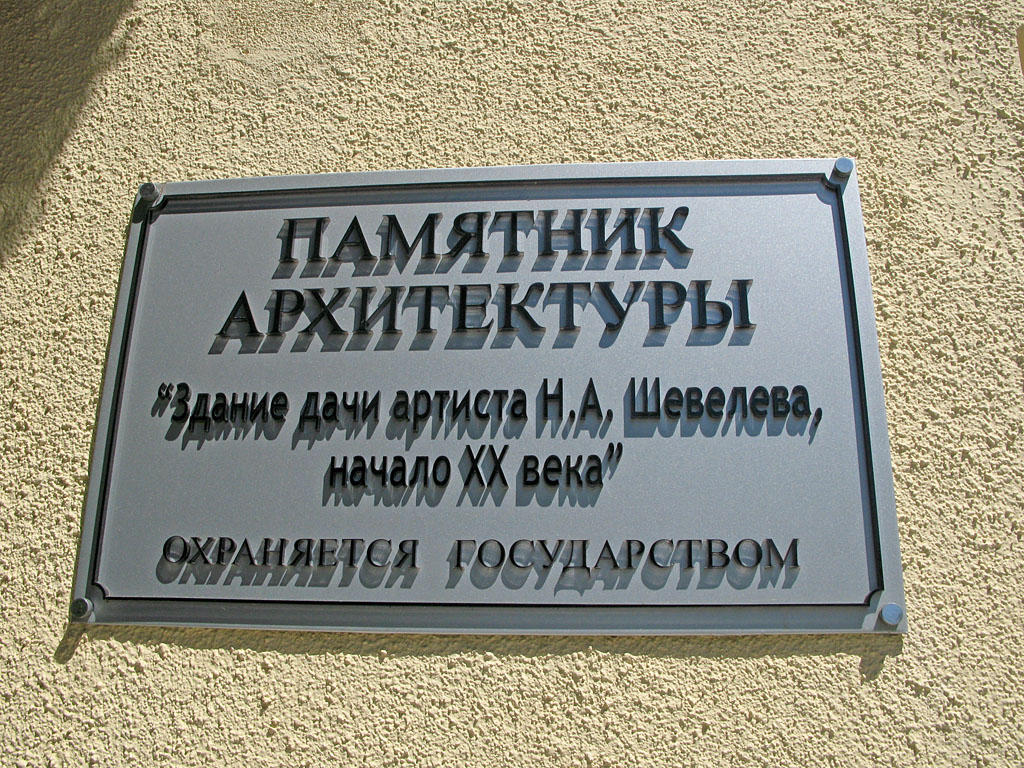 ПАМЯТНИК
АРХИТЕКТУРЫ
“Здание дачи артиста Н.А. Шевелева,
начало XX века”
ОХРАНЯЕТСЯ ГОСУДАРСТВОМ